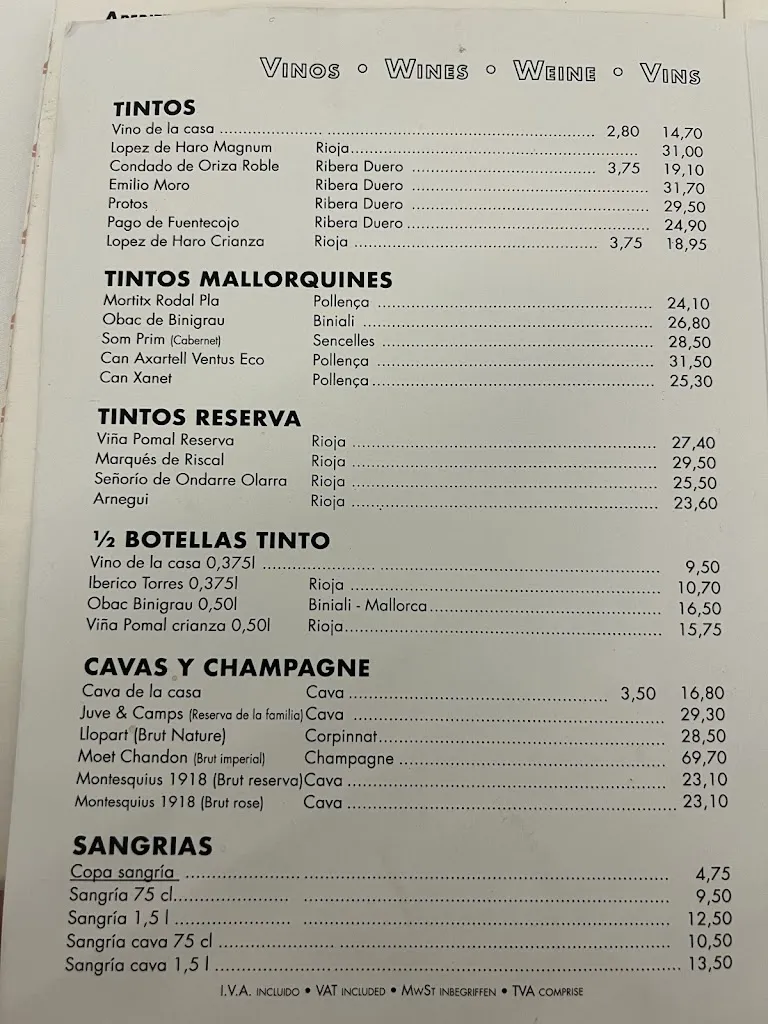 VINOS • WINES • WEINE • VINS
TINTOS
Vino de la casa ........ 2,80 14,70
Lopez de Haro Magnum Rioja........ 31,00
Condado de Oriza Roble Ribera Duero ........ 3,75 19,10
Emilio Moro Ribera Duero ........ 31,70
Protos Ribera Duero ........ 29,50
Pago de Fuentecojo Ribera Duero ........ 24,90
Lopez de Haro Crianza Rioja ........ 3,75 18,95
TINTOS MALLORQUINES
Mortitx Rodal Pla Pollença ........ 24,10
Obac de Binigrau Biniali ........ 26,80
Som Prim (Cabernet) Sencelles ........ 28,50
Can Axartell Ventus Eco Pollença ........ 31,50
Can Xanet Pollença ........ 25,30
TINTOS RESERVA
Viña Pomal Reserva Rioja ........ 27,40
Marqués de Riscal Rioja ........ 29,50
Señorío de Ondarre Olarra Rioja ........ 25,50
Arnegui Rioja ........ 23,60
½ BOTELLAS TINTO
Vino de la casa 0,375l ........ 9,50
Iberico Torres 0,375l Rioja ........ 10,70
Obac Binigrau 0,50l Biniali - Mallorca ........ 16,50
Viña Pomal crianza 0,50l Rioja........ 15,75
CAVAS Y CHAMPAGNE
Cava de la casa Cava ........ 3,50 16,80
Juve & Camps (Reserva de la familia) Cava ........ 29,30
Llopart (Brut Nature) Corpinnat........ 28,50
Moet Chandon (Brut imperial) Champagne ........ 69,70
Montesquius 1918 (Brut reserva) Cava ........ 23,10
Montesquius 1918 (Brut rose) Cava ........ 23,10
SANGRIAS
Copa sangría ........ 4,75
Sangría 75 cl........ 9,50
Sangría 1,5 l ........ 12,50
Sangría cava 75 cl ........ 10,50
Sangría cava 1,5 l ........ 13,50
I.V.A. INCLUIDO • VAT INCLUDED • MWST INBEGRIFFEN • TVA COMPRISE